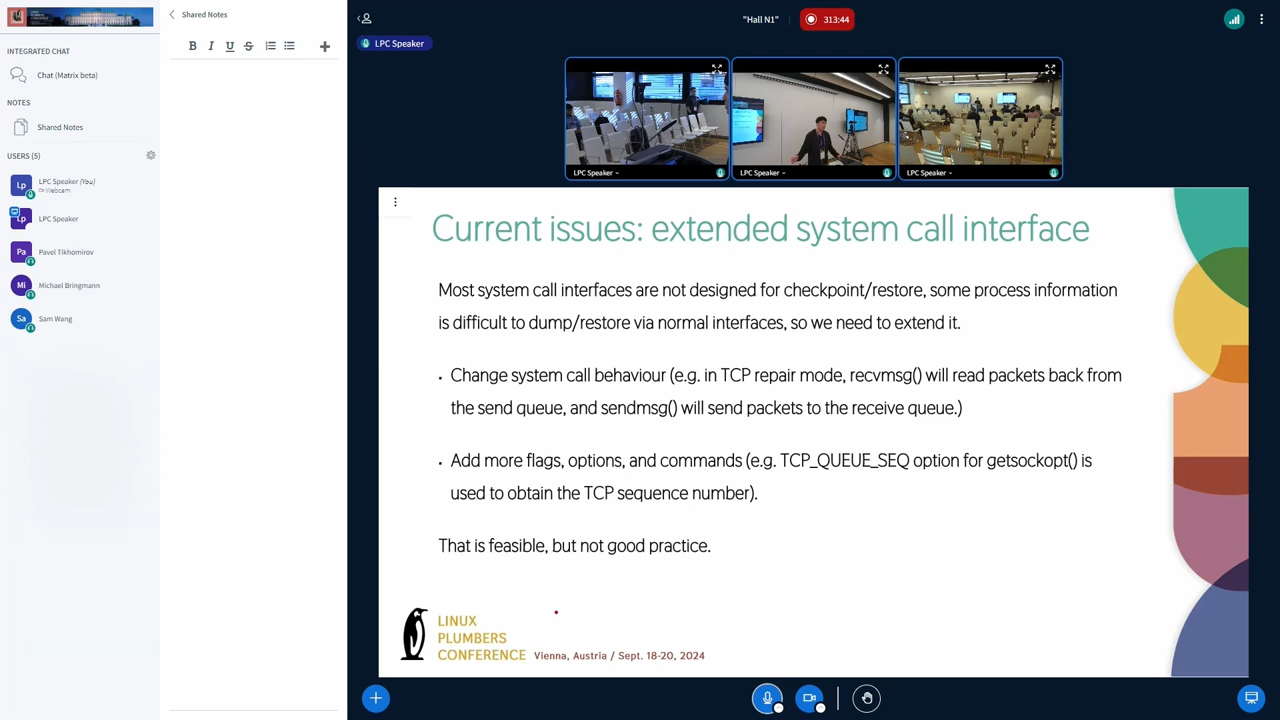 INTEGRATED CHAT
Chat (Matrix beta)
NOTES
Shared Notes
USERS (5)
Lp
LPC Speaker (You)
Webcam
Lp
LPC Speaker
Pa
Pavel Tikhomirov
Mi
Michael Bringmann
Sa
Sam Wang
Shared Notes
B I U S
"Hall N1"
313:44
LPC Speaker
LPC Speaker
LPC Speaker
LPC Speaker
Current issues: extended system call interface
Most system call interfaces are not designed for checkpoint/restore, some process information
is difficult to dump/restore via normal interfaces, so we need to extend it.
• Change system call behaviour (e.g. in TCP repair mode, recvmsg() will read packets back from
the send queue, and sendmsg() will send packets to the receive queue.)
• Add more flags, options, and commands (e.g. TCP_QUEUE_SEQ option for getsockopt() is
used to obtain the TCP sequence number).
That is feasible, but not good practice.
LINUX
PLUMBERS
CONFERENCE
Vienna, Austria / Sept. 18-20, 2024